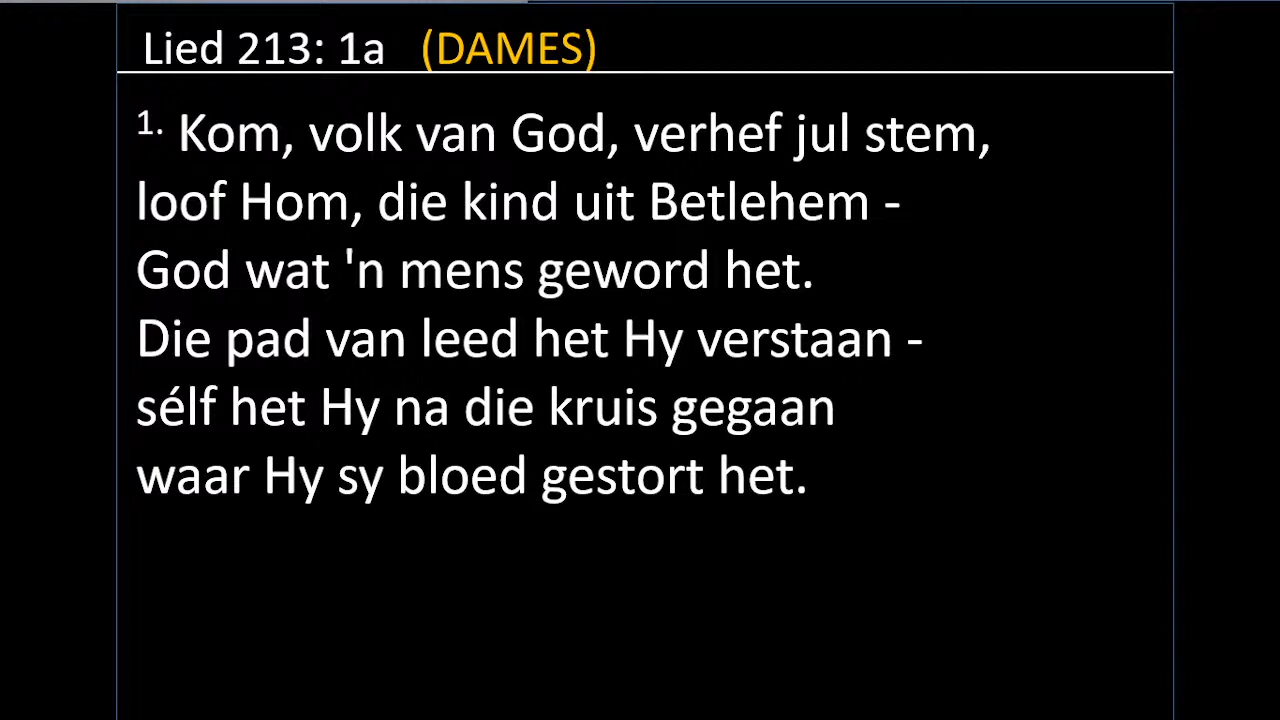 Lied 213: 1a (DAMES)
1. Kom, volk van God, verhef jul stem,
loof Hom, die kind uit Betlehem -
God wat 'n mens geword het.
Die pad van leed het Hy verstaan -
sélf het Hy na die kruis gegaan
waar Hy sy bloed gestort het.